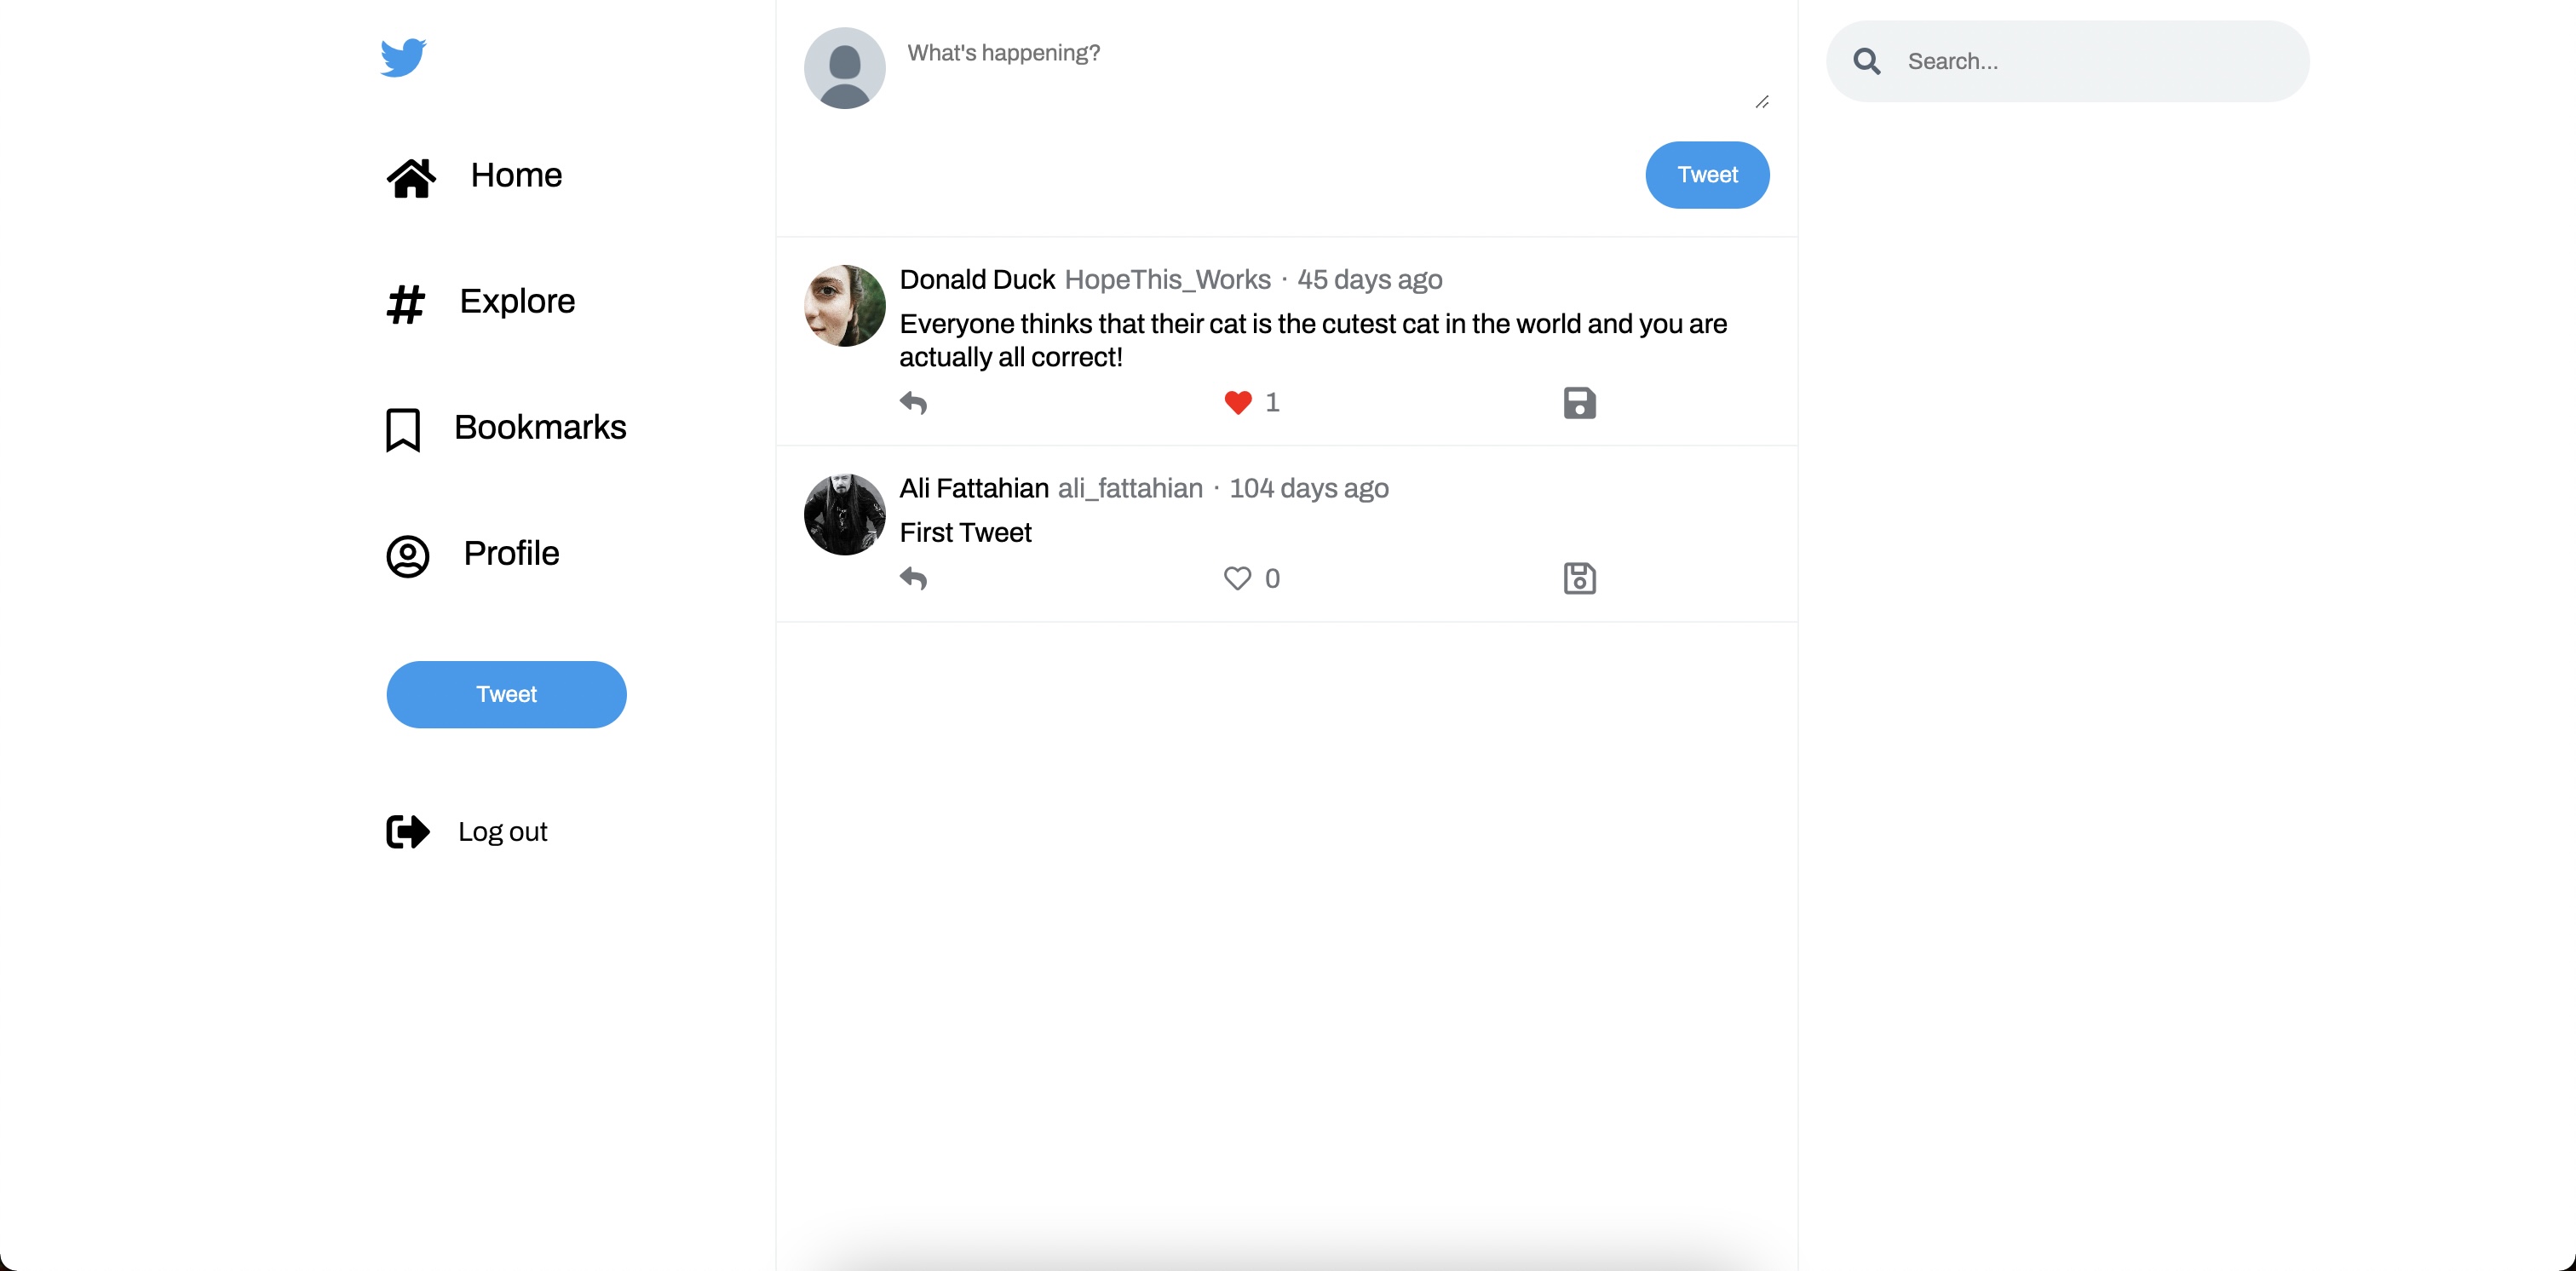 Home
Explore
Bookmarks
Profile
Tweet
Log out
What's happening?
Tweet
Donald Duck HopeThis_Works · 45 days ago
Everyone thinks that their cat is the cutest cat in the world and you are
actually all correct!
1
Ali Fattahian ali_fattahian · 104 days ago
First Tweet
0
Search...